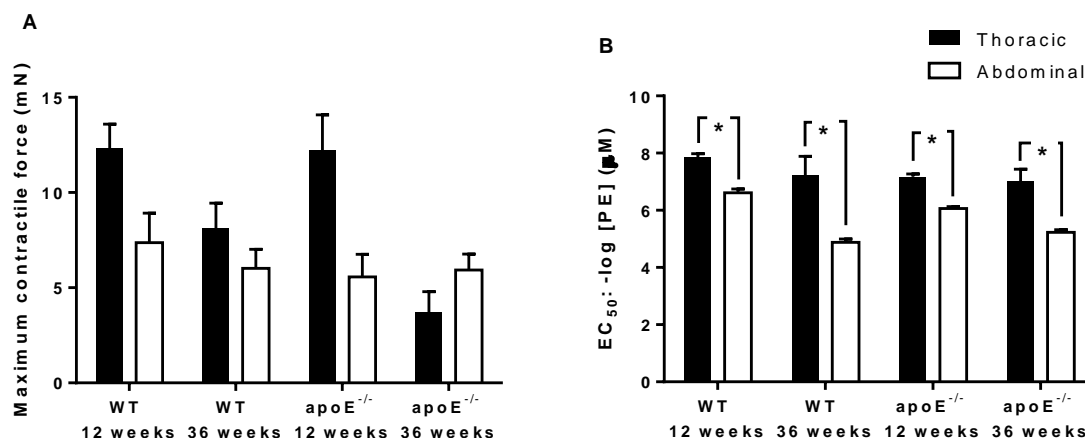 A
Maximum contractile force (mN)
15
10
5
0
WT
12 weeks
WT
36 weeks
apoE-/-
12 weeks
apoE-/-
36 weeks
B
Thoracic
Abdominal
EC50: -log [PE] (μM)
10
8
6
4
2
0
*
*
*
*
WT
12 weeks
WT
36 weeks
apoE-/-
12 weeks
apoE-/-
36 weeks